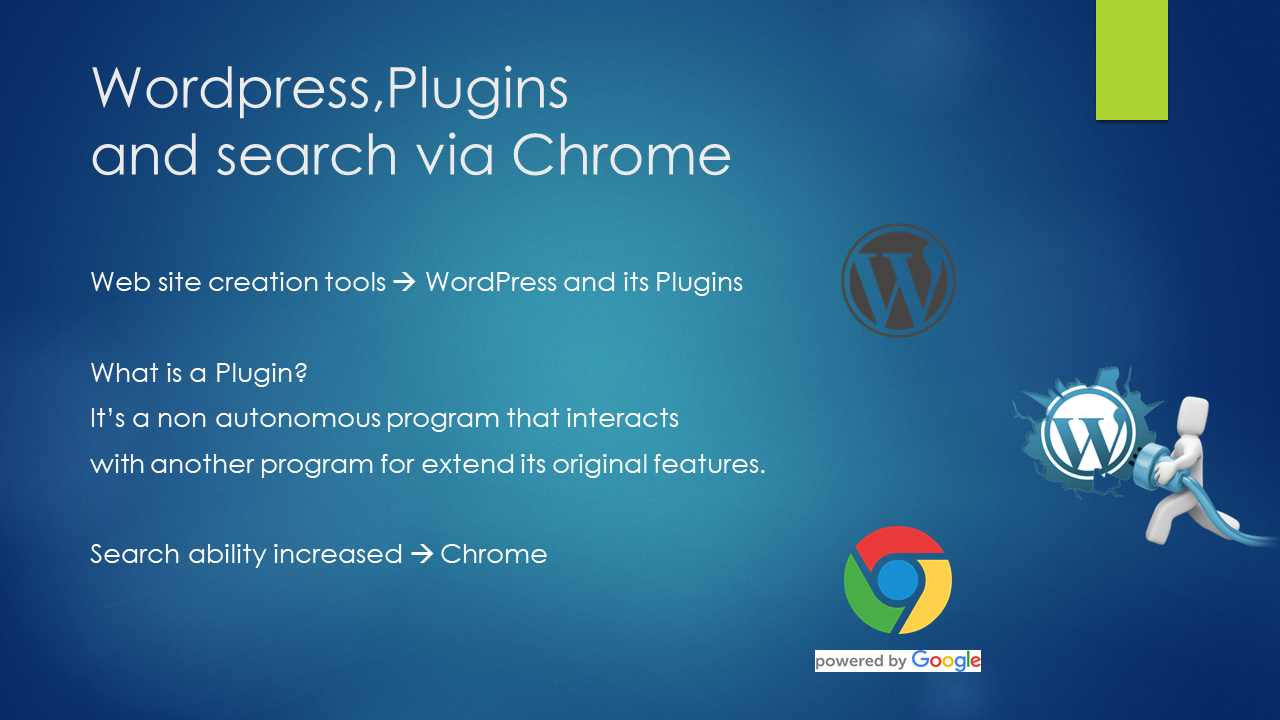 Wordpress,Plugins
and search via Chrome
Web site creation tools → WordPress and its Plugins
What is a Plugin?
It’s a non autonomous program that interacts
with another program for extend its original features.
Search ability increased → Chrome
powered by Google